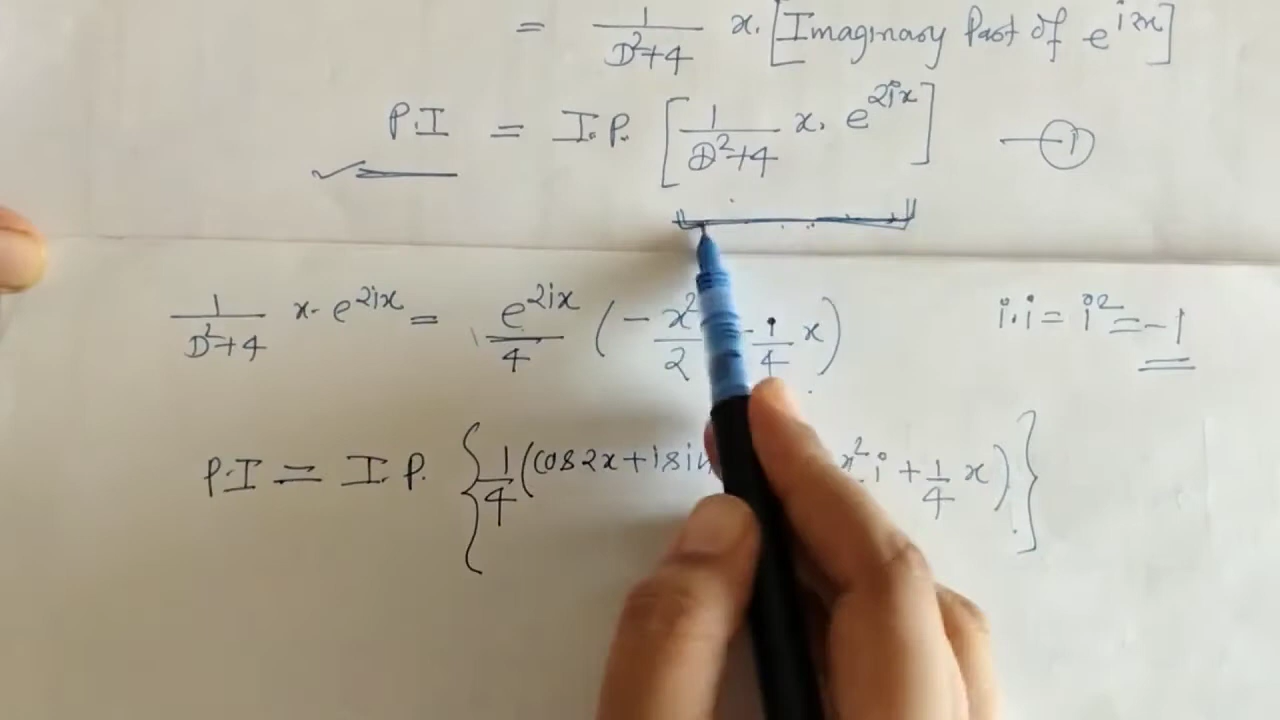 = 1/(D²+4) x. [Imaginary Part of e^{i2x}]
P.I = I.P. [1/(D²+4) x. e^{2ix}] — ①
1/(D²+4) x. e^{2ix} = e^{2ix}/4 (-x²/2 /4 x) i.i = i² = -1
P.I = I.P. {1/4 (cos2x + i sin x² i + 1/4 x)}